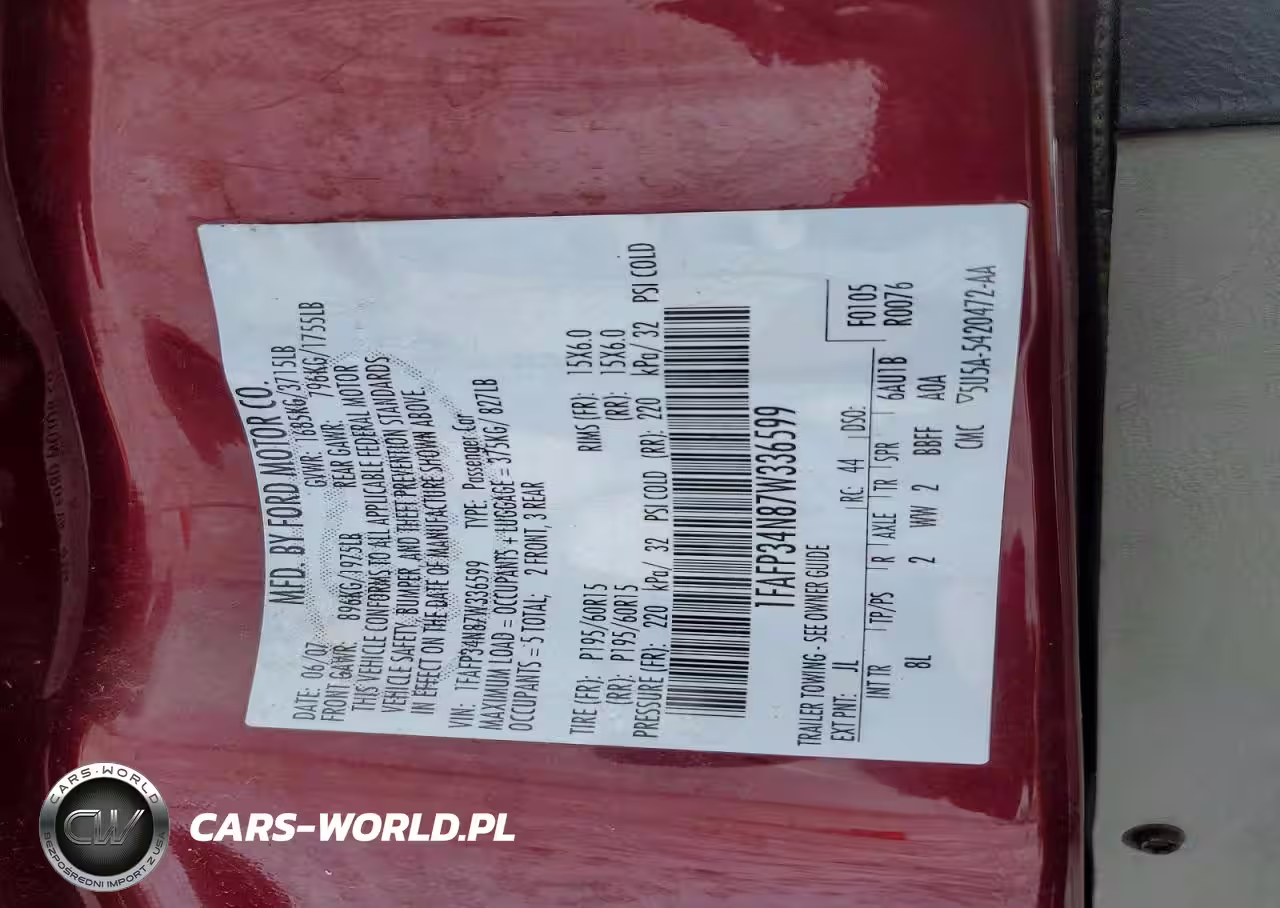 MFD. BY FORD MOTOR CO.
DATE: 06/07 GVWR: 1685KG/3715LB
FRONT GAWR: 896KG/1975LB REAR GAWR: 796KG/1755LB
THIS VEHICLE CONFORMS TO ALL APPLICABLE FEDERAL MOTOR
VEHICLE SAFETY, BUMPER, AND THEFT PREVENTION STANDARDS
IN EFFECT ON THE DATE OF MANUFACTURE SHOWN ABOVE.
VIN: 1FAFP34N87W336599 TYPE: Passenger Car
MAXIMUM LOAD = OCCUPANTS + LUGGAGE = 375KG/ 827LB
OCCUPANTS = 5 TOTAL; 2 FRONT, 3 REAR
TIRE (FR): P195/60R15 RIMS (FR): 15X6.0
(RR): P195/60R15 (RR): 15X6.0
PRESSURE (FR): 220 kPa/ 32 PSI COLD (RR): 220 kPa/ 32 PSI COLD
1FAFP34N87W336599
TRAILER TOWING - SEE OWNER GUIDE
F0105
R0076
EXT PNT: JL RC: 44 DSO:
INT TR TP/PS R AXLE TR SPR 6AU1B
8L 2 WW 2 BBFF A0A
CMC ▽5U5A-5420472-AA
CARS-WORLD
CW
BEZPOŚREDNI IMPORT Z USA
CARS-WORLD.PL